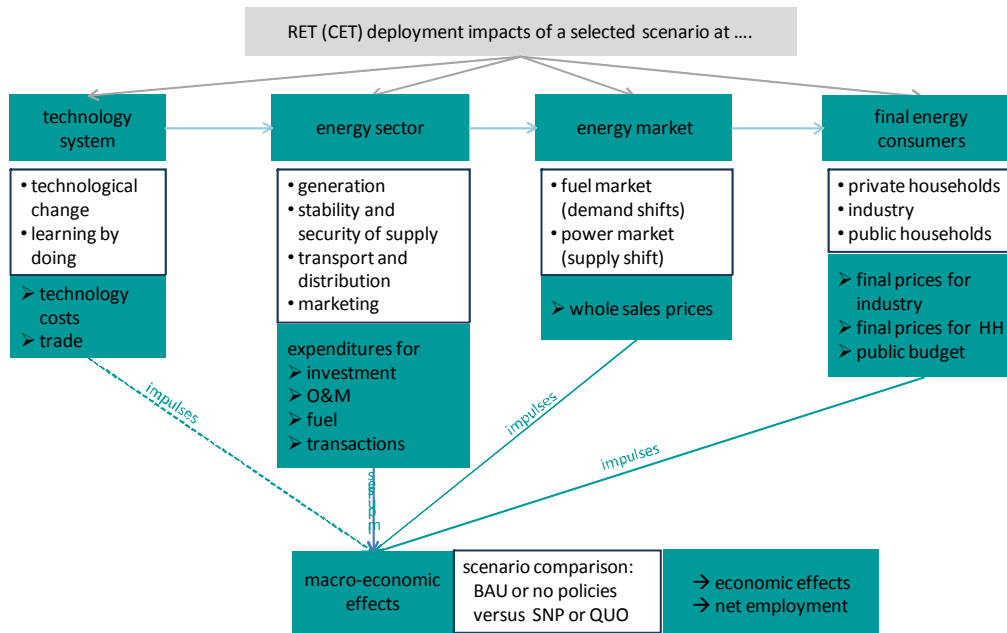 RET (CET) deployment impacts of a selected scenario at ....
technology
system
energy sector
energy market
final energy
consumers
• technological
change
• learning by
doing
➢ technology
costs
➢ trade
• generation
• stability and
security of supply
• transport and
distribution
• marketing
expenditures for
➢ investment
➢ O&M
➢ fuel
➢ transactions
• fuel market
(demand shifts)
• power market
(supply shift)
➢ whole sales prices
• private households
• industry
• public households
➢ final prices for
industry
➢ final prices for HH
➢ public budget
impulses
impulses
impulses
macro-economic
effects
scenario comparison:
BAU or no policies
versus SNP or QUO
→ economic effects
→ net employment